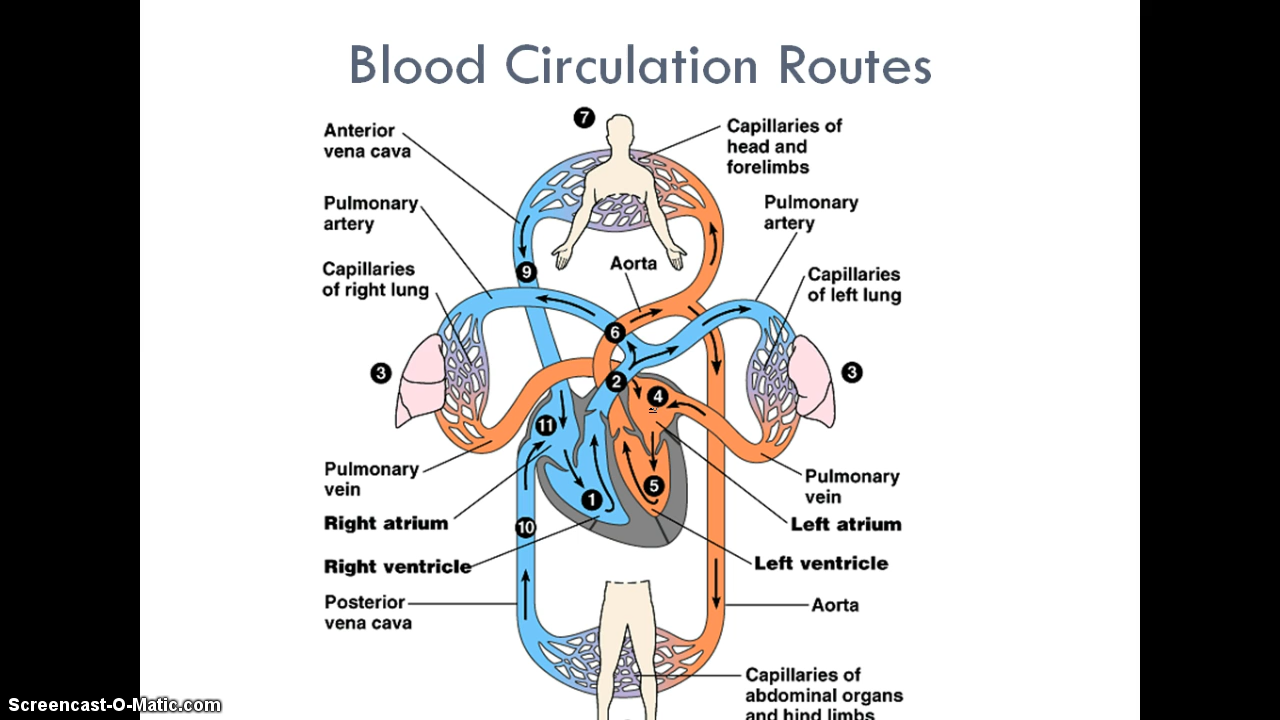 Blood Circulation Routes
7
Anterior
vena cava
Capillaries of
head and
forelimbs
Pulmonary
artery
Pulmonary
artery
Aorta
9
Capillaries
of right lung
Capillaries
of left lung
6
3
3
2
4
11
Pulmonary
vein
Pulmonary
vein
5
1
Right atrium
Left atrium
10
Right ventricle
Left ventricle
Posterior
vena cava
Aorta
Capillaries of
abdominal organs
and hind limbs
Screencast-O-Matic.com